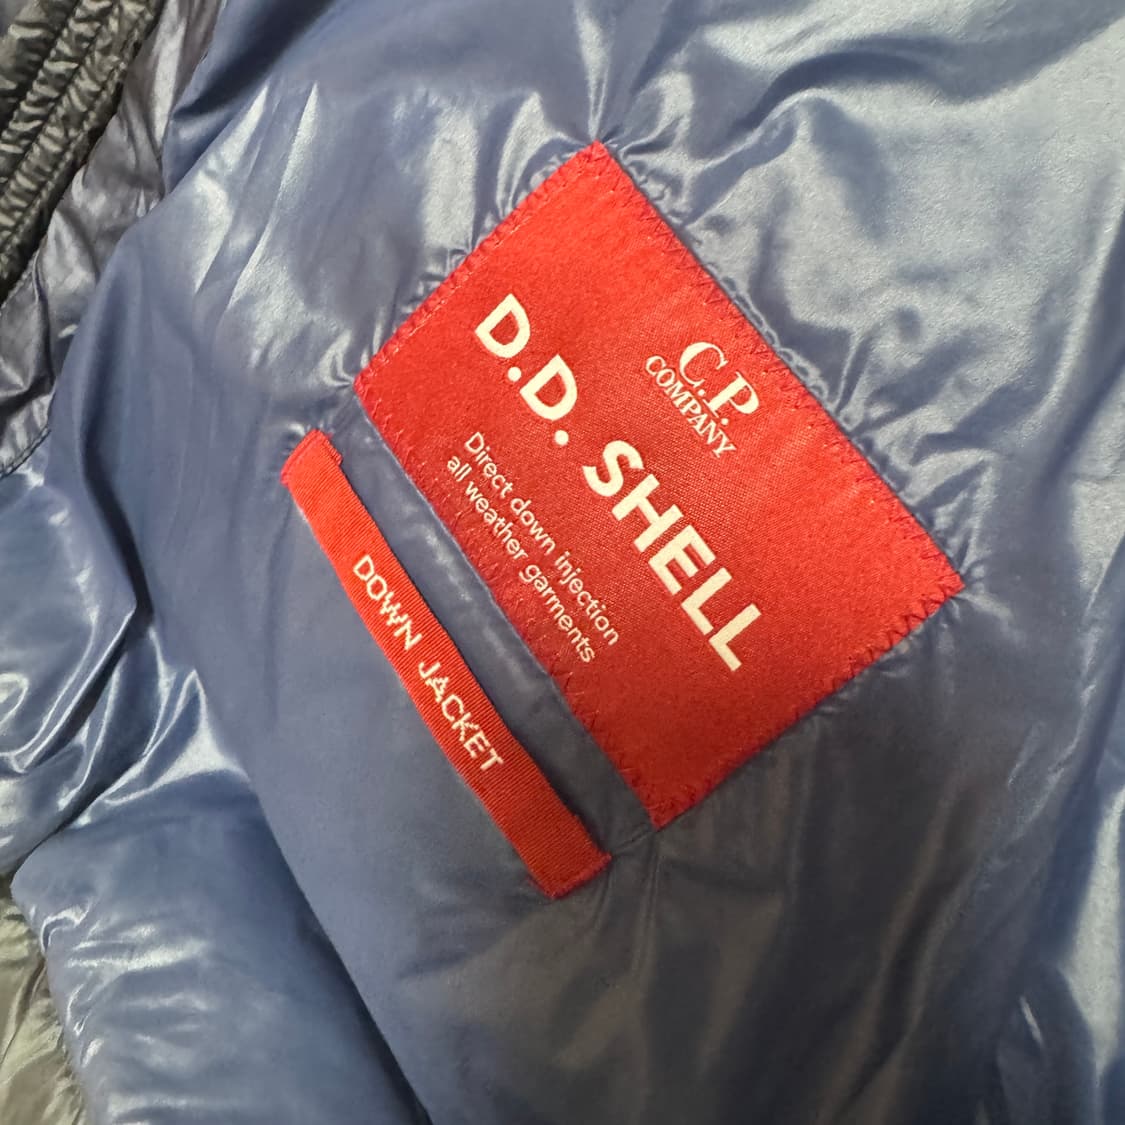 C.P.
COMPANY
D.D. SHELL
Direct down injection
all weather garments
DOWN JACKET